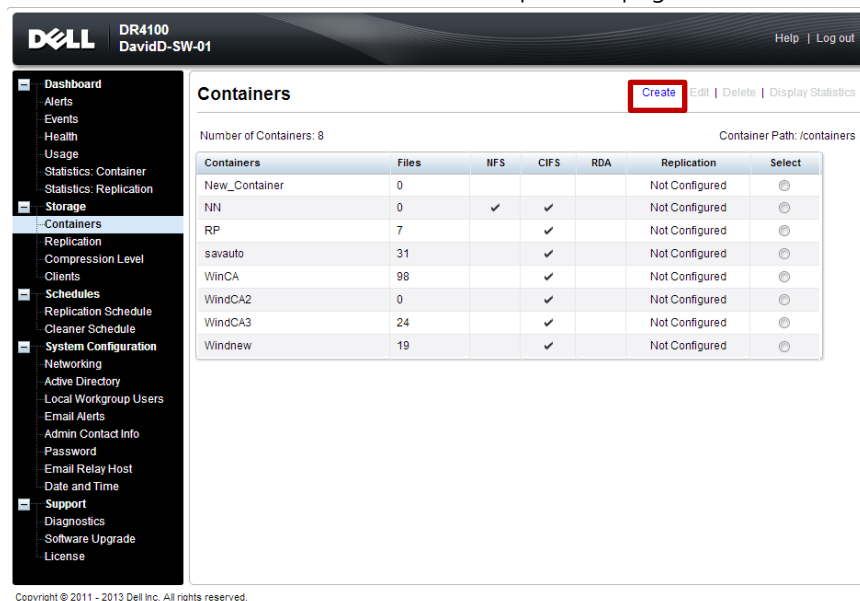 DELL
DR4100
DavidD-SW-01
Help | Log out
Dashboard
Alerts
Events
Health
Usage
Statistics: Container
Statistics: Replication
Storage
Containers
Replication
Compression Level
Clients
Schedules
Replication Schedule
Cleaner Schedule
System Configuration
Networking
Active Directory
Local Workgroup Users
Email Alerts
Admin Contact Info
Password
Email Relay Host
Date and Time
Support
Diagnostics
Software Upgrade
License
Containers
Create Edit | Delete | Display Statistics
Number of Containers: 8 Container Path: /containers
Containers Files NFS CIFS RDA Replication Select
New_Container 0 Not Configured
NN 0 ✔ ✔ Not Configured
RP 7 ✔ Not Configured
savauto 31 ✔ Not Configured
WinCA 98 ✔ Not Configured
WindCA2 0 ✔ Not Configured
WindCA3 24 ✔ Not Configured
Windnew 19 ✔ Not Configured
Copyright © 2011 - 2013 Dell Inc. All rights reserved.